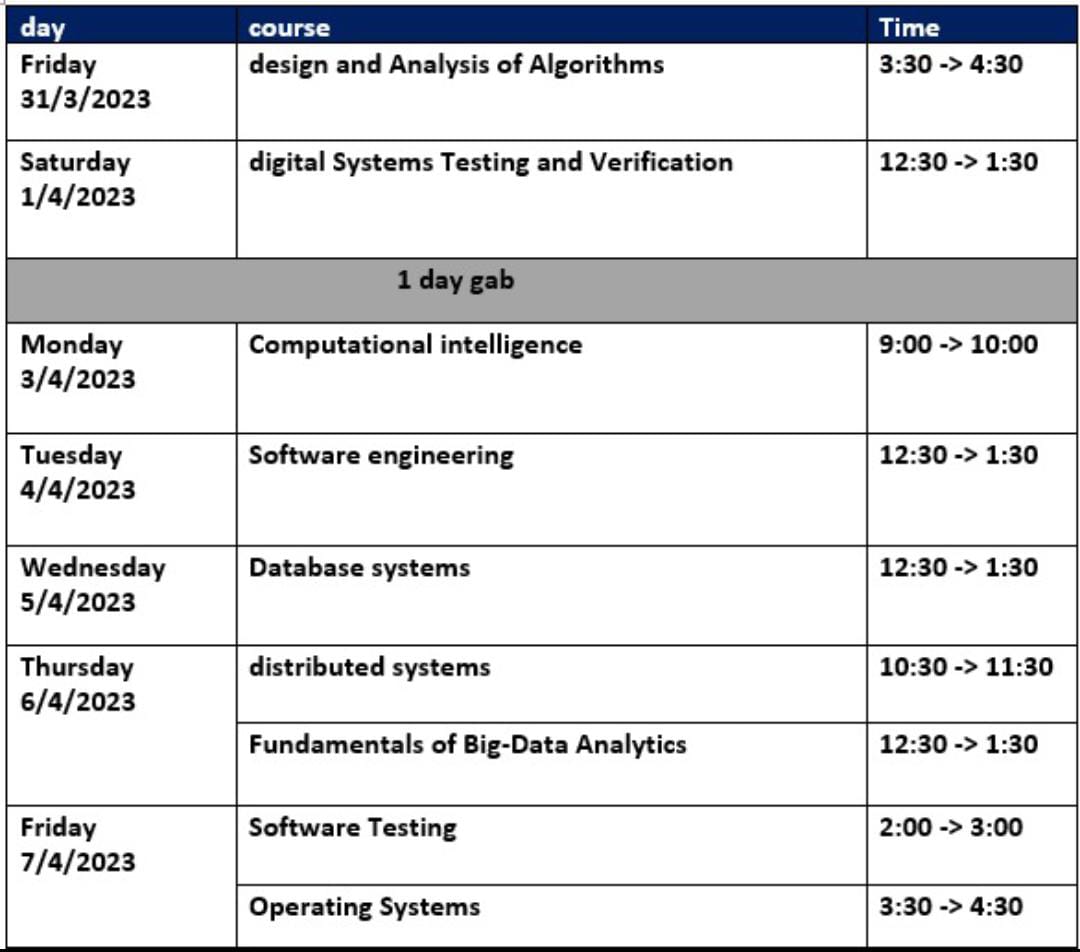 day course Time
Friday design and Analysis of Algorithms 3:30 -> 4:30
31/3/2023
Saturday digital Systems Testing and Verification 12:30 -> 1:30
1/4/2023
1 day gab
Monday Computational intelligence 9:00 -> 10:00
3/4/2023
Tuesday Software engineering 12:30 -> 1:30
4/4/2023
Wednesday Database systems 12:30 -> 1:30
5/4/2023
Thursday distributed systems 10:30 -> 11:30
6/4/2023
Fundamentals of Big-Data Analytics 12:30 -> 1:30
Friday Software Testing 2:00 -> 3:00
7/4/2023
Operating Systems 3:30 -> 4:30